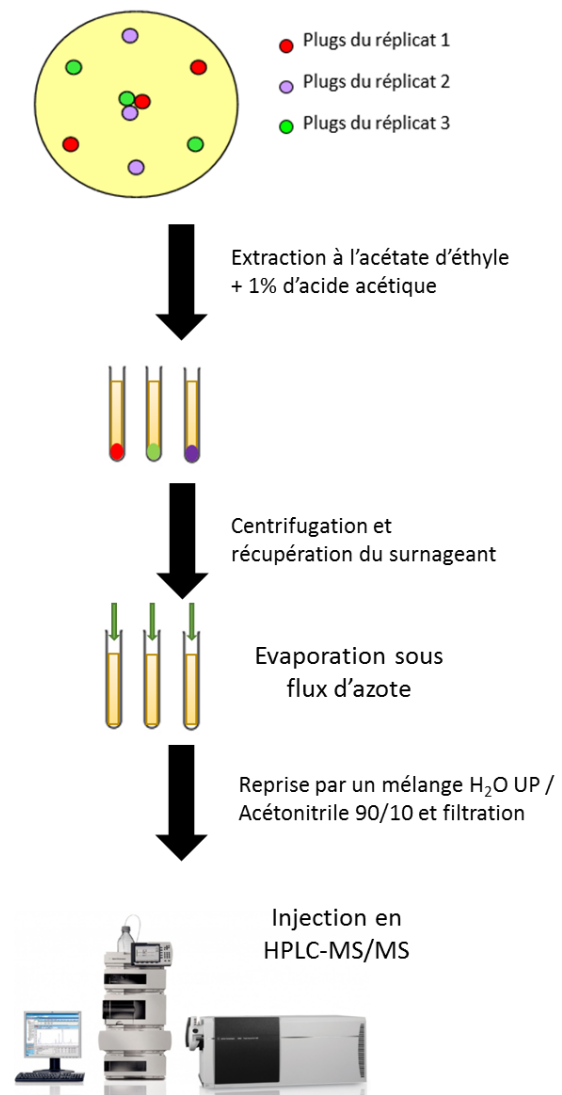 Plugs du réplicat 1
Plugs du réplicat 2
Plugs du réplicat 3
Extraction à l'acétate d'éthyle
+ 1% d'acide acétique
Centrifugation et
récupération du surnageant
Evaporation sous
flux d'azote
Reprise par un mélange H₂O UP /
Acétonitrile 90/10 et filtration
Injection en
HPLC-MS/MS